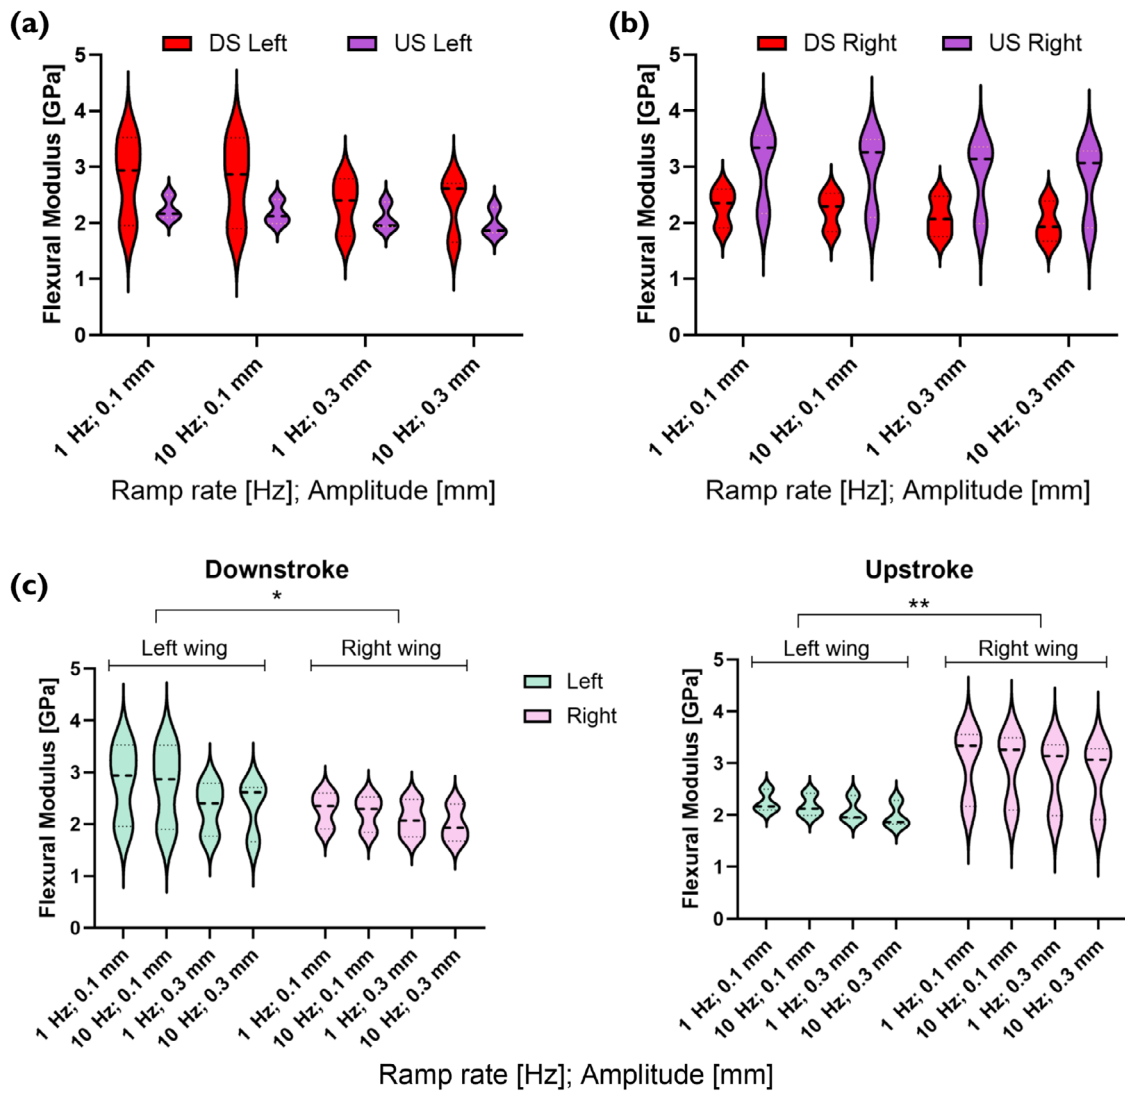 (a)
DS Left
US Left
Flexural Modulus [GPa]
5
4
3
2
1
0
1 Hz; 0.1 mm
10 Hz; 0.1 mm
1 Hz; 0.3 mm
10 Hz; 0.3 mm
Ramp rate [Hz]; Amplitude [mm]
(b)
DS Right
US Right
Flexural Modulus [GPa]
5
4
3
2
1
0
1 Hz; 0.1 mm
10 Hz; 0.1 mm
1 Hz; 0.3 mm
10 Hz; 0.3 mm
Ramp rate [Hz]; Amplitude [mm]
(c)
Downstroke
*
Left wing
Right wing
Flexural Modulus [GPa]
5
4
3
2
1
0
1 Hz; 0.1 mm
10 Hz; 0.1 mm
1 Hz; 0.3 mm
10 Hz; 0.3 mm
1 Hz; 0.1 mm
10 Hz; 0.1 mm
1 Hz; 0.3 mm
10 Hz; 0.3 mm
Left
Right
Upstroke
**
Left wing
Right wing
Flexural Modulus [GPa]
5
4
3
2
1
0
1 Hz; 0.1 mm
10 Hz; 0.1 mm
1 Hz; 0.3 mm
10 Hz; 0.3 mm
1 Hz; 0.1 mm
10 Hz; 0.1 mm
1 Hz; 0.3 mm
10 Hz; 0.3 mm
Ramp rate [Hz]; Amplitude [mm]